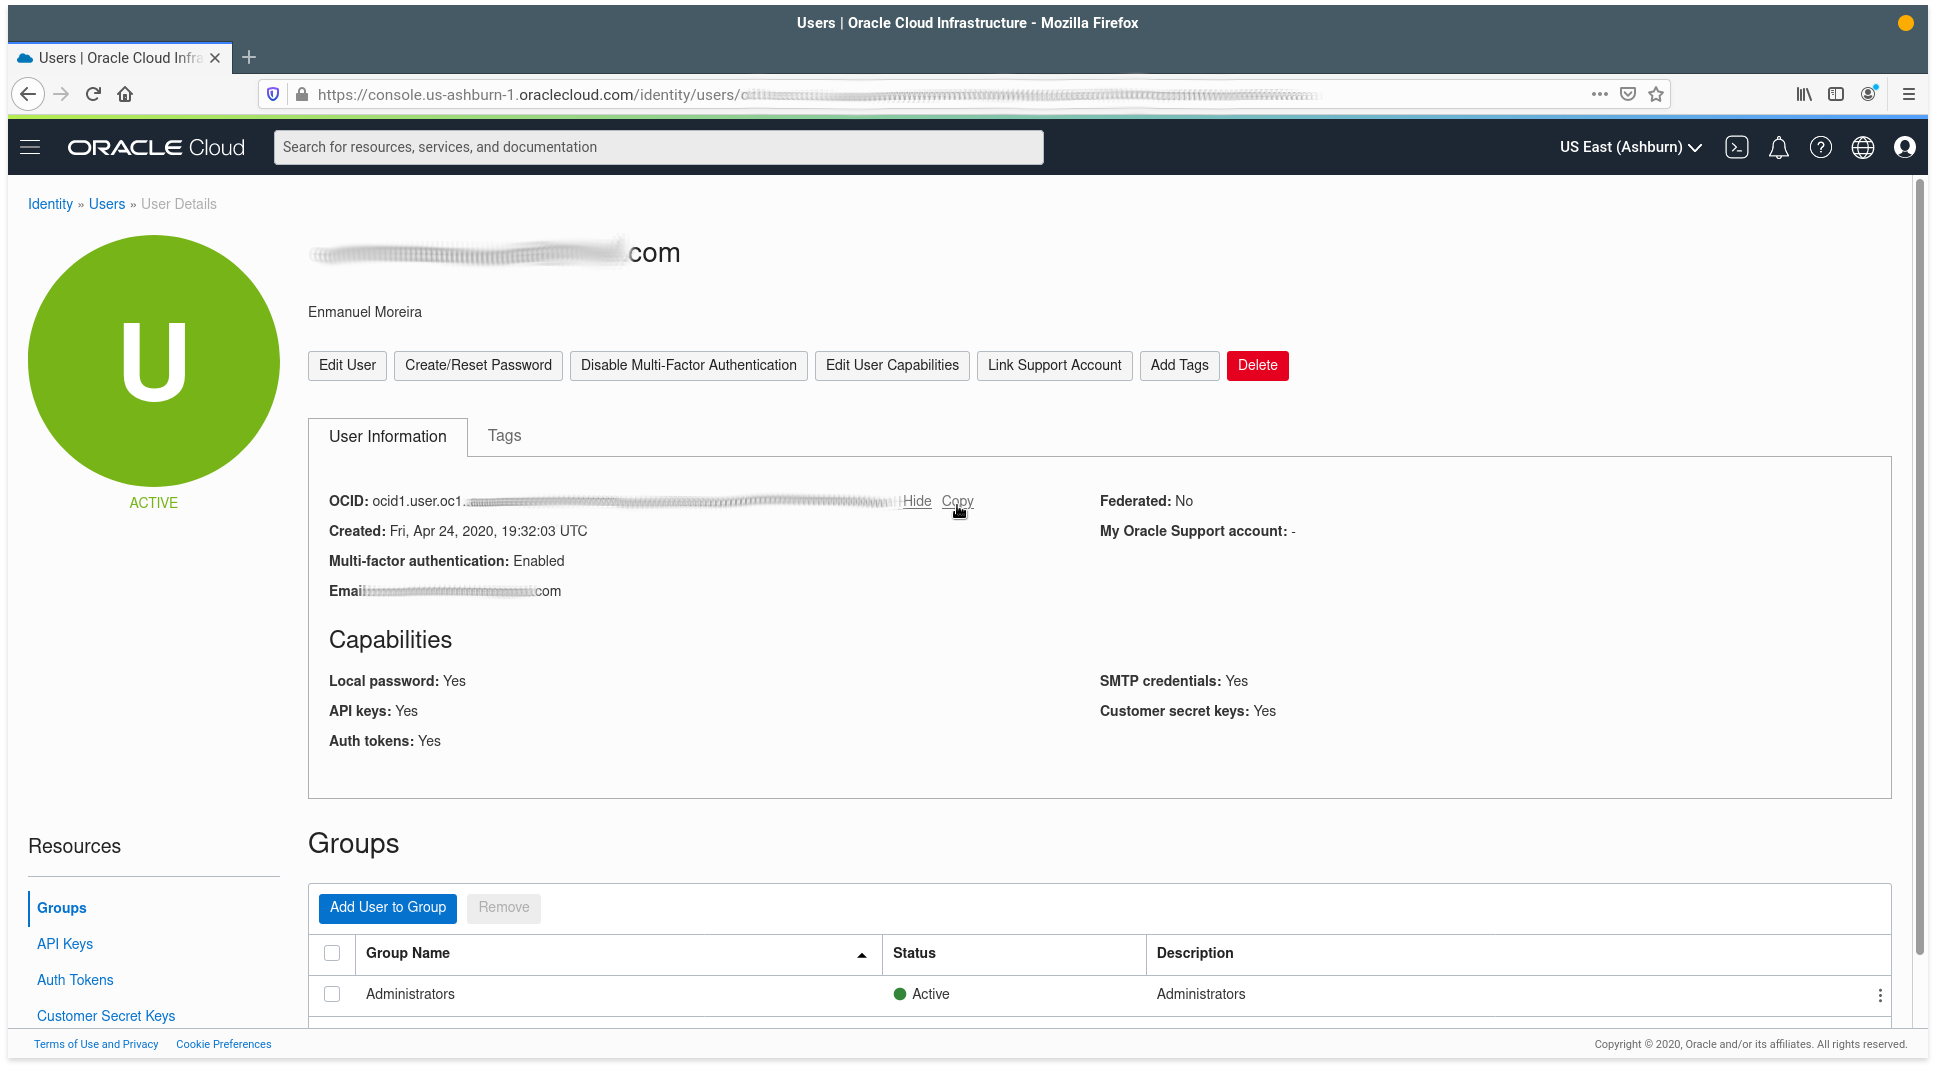 Users | Oracle Cloud Infrastructure - Mozilla Firefox
Users | Oracle Cloud Infra
https://console.us-ashburn-1.oraclecloud.com/identity/users/
ORACLE Cloud
Search for resources, services, and documentation
US East (Ashburn)
Identity » Users » User Details
.com
U
ACTIVE
Enmanuel Moreira
Edit User
Create/Reset Password
Disable Multi-Factor Authentication
Edit User Capabilities
Link Support Account
Add Tags
Delete
User Information
Tags
OCID: ocid1.user.oc1. Hide Copy
Created: Fri, Apr 24, 2020, 19:32:03 UTC
Multi-factor authentication: Enabled
Email com
Federated: No
My Oracle Support account: -
Capabilities
Local password: Yes
API keys: Yes
Auth tokens: Yes
SMTP credentials: Yes
Customer secret keys: Yes
Resources
Groups
API Keys
Auth Tokens
Customer Secret Keys
Groups
Add User to Group
Remove
Group Name
Status
Description
Administrators
Active
Administrators
Terms of Use and Privacy
Cookie Preferences
Copyright © 2020, Oracle and/or its affiliates. All rights reserved.